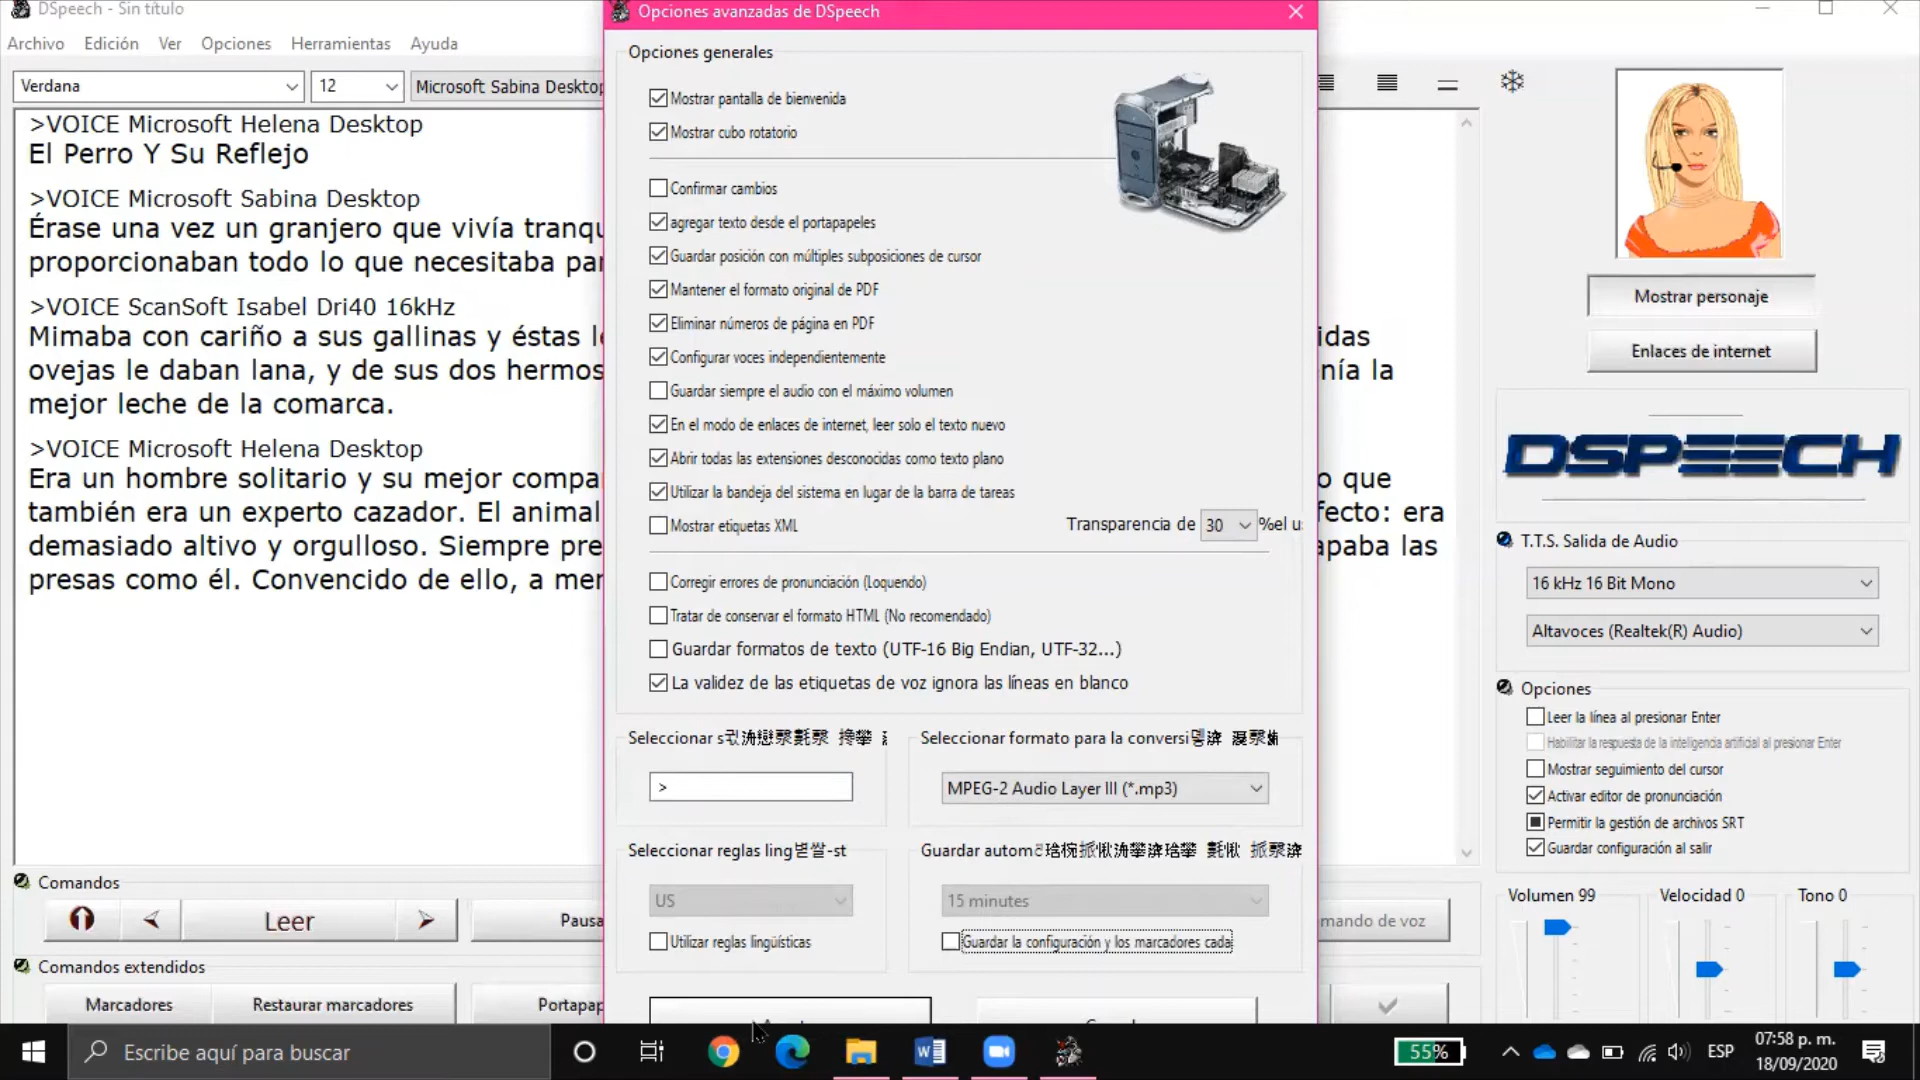 DSpeech - Sin título
Archivo Edición Ver Opciones Herramientas Ayuda
Verdana 12 Microsoft Sabina Desktop
>VOICE Microsoft Helena Desktop
El Perro Y Su Reflejo
>VOICE Microsoft Sabina Desktop
Érase una vez un granjero que vivía tranqu
proporcionaban todo lo que necesitaba par
>VOICE ScanSoft Isabel Dri40 16kHz
Mimaba con cariño a sus gallinas y éstas le
idas
ovejas le daban lana, y de sus dos hermos
nía la
mejor leche de la comarca.
>VOICE Microsoft Helena Desktop
Era un hombre solitario y su mejor compa
o que
también era un experto cazador. El animal
fecto: era
demasiado altivo y orgulloso. Siempre pre
apaba las
presas como él. Convencido de ello, a mer
Comandos
Leer
Pausa
mando de voz
Comandos extendidos
Marcadores
Restaurar marcadores
Portapap
Opciones avanzadas de DSpeech
Opciones generales
Mostrar pantalla de bienvenida
Mostrar cubo rotatorio
Confirmar cambios
agregar texto desde el portapapeles
Guardar posición con múltiples subposiciones de cursor
Mantener el formato original de PDF
Eliminar números de página en PDF
Configurar voces independientemente
Guardar siempre el audio con el máximo volumen
En el modo de enlaces de internet, leer solo el texto nuevo
Abrir todas las extensiones desconocidas como texto plano
Utilizar la bandeja del sistema en lugar de la barra de tareas
Mostrar etiquetas XML
Transparencia de 30 %el u
Corregir errores de pronunciación (Loquendo)
Tratar de conservar el formato HTML (No recomendado)
Guardar formatos de texto (UTF-16 Big Endian, UTF-32...)
La validez de las etiquetas de voz ignora las líneas en blanco
Seleccionar
>
Seleccionar formato para la conversi
MPEG-2 Audio Layer III (*.mp3)
Seleccionar reglas ling
US
Utilizar reglas lingüísticas
Guardar autom
15 minutes
Guardar la configuración y los marcadores cada
Mostrar personaje
Enlaces de internet
DSPEECH
T.T.S. Salida de Audio
16 kHz 16 Bit Mono
Altavoces (Realtek(R) Audio)
Opciones
Leer la línea al presionar Enter
Habilitar la respuesta de la inteligencia artificial al presionar Enter
Mostrar seguimiento del cursor
Activar editor de pronunciación
Permitir la gestión de archivos SRT
Guardar configuración al salir
Volumen 99 Velocidad 0 Tono 0
Escribe aquí para buscar
55%
ESP
07:58 p. m.
18/09/2020